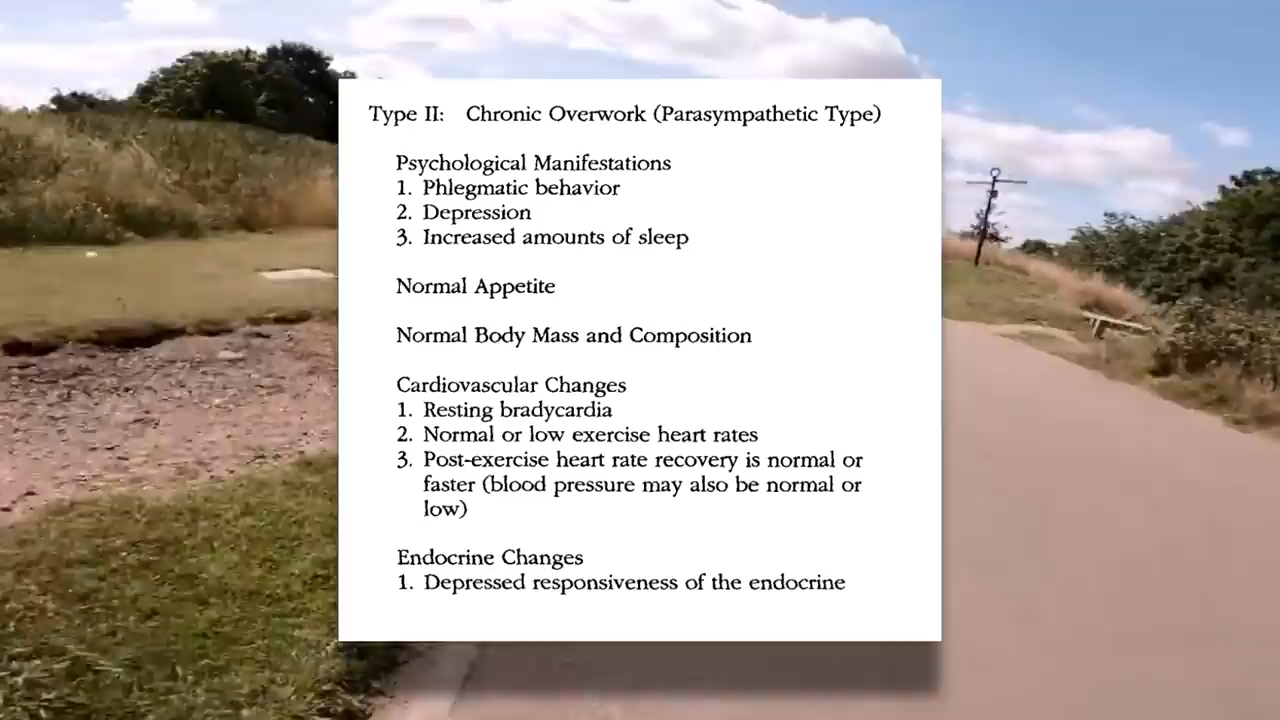 Type II: Chronic Overwork (Parasympathetic Type)
Psychological Manifestations
1. Phlegmatic behavior
2. Depression
3. Increased amounts of sleep
Normal Appetite
Normal Body Mass and Composition
Cardiovascular Changes
1. Resting bradycardia
2. Normal or low exercise heart rates
3. Post-exercise heart rate recovery is normal or
faster (blood pressure may also be normal or
low)
Endocrine Changes
1. Depressed responsiveness of the endocrine